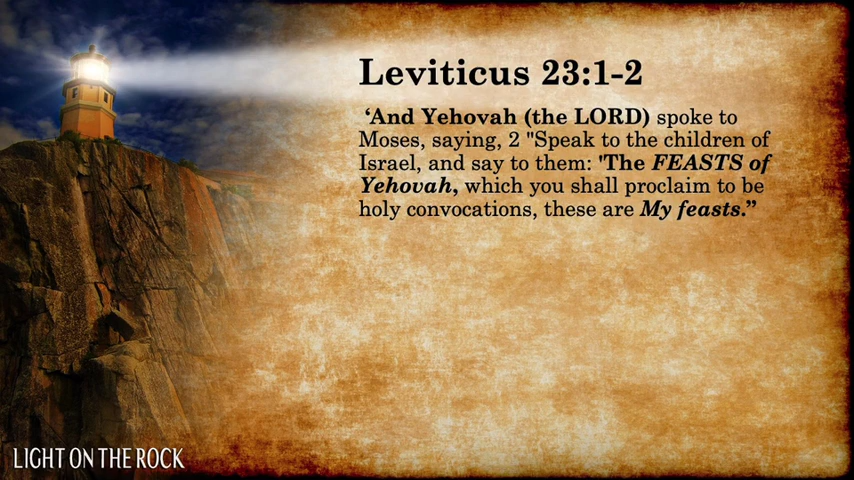 Leviticus 23:1-2
‘And Yehovah (the LORD) spoke to
Moses, saying, 2 "Speak to the children of
Israel, and say to them: 'The FEASTS of
Yehovah, which you shall proclaim to be
holy convocations, these are My feasts.”
LIGHT ON THE ROCK